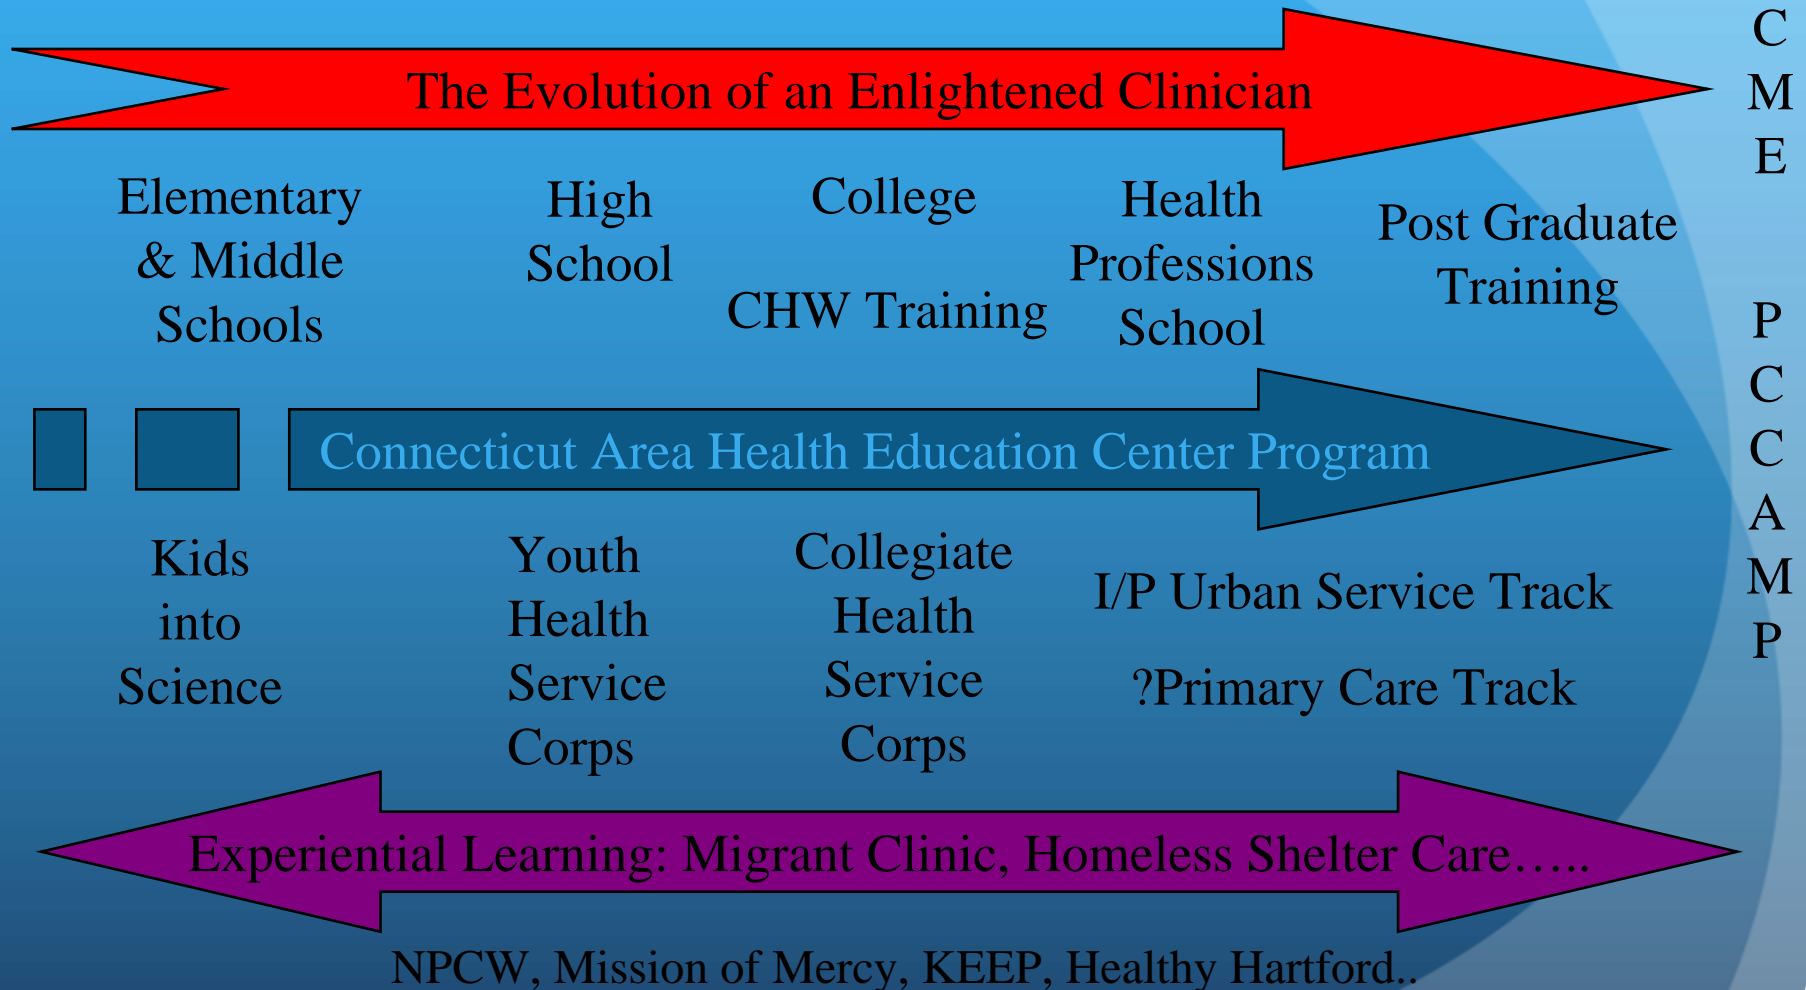 The Evolution of an Enlightened Clinician
Elementary
& Middle
Schools
High
School
College
CHW Training
Health
Professions
School
Post Graduate
Training
Connecticut Area Health Education Center Program
Kids
into
Science
Youth
Health
Service
Corps
Collegiate
Health
Service
Corps
I/P Urban Service Track
?Primary Care Track
Experiential Learning: Migrant Clinic, Homeless Shelter Care…..
NPCW, Mission of Mercy, KEEP, Healthy Hartford..
C
M
E
P
C
C
A
M
P